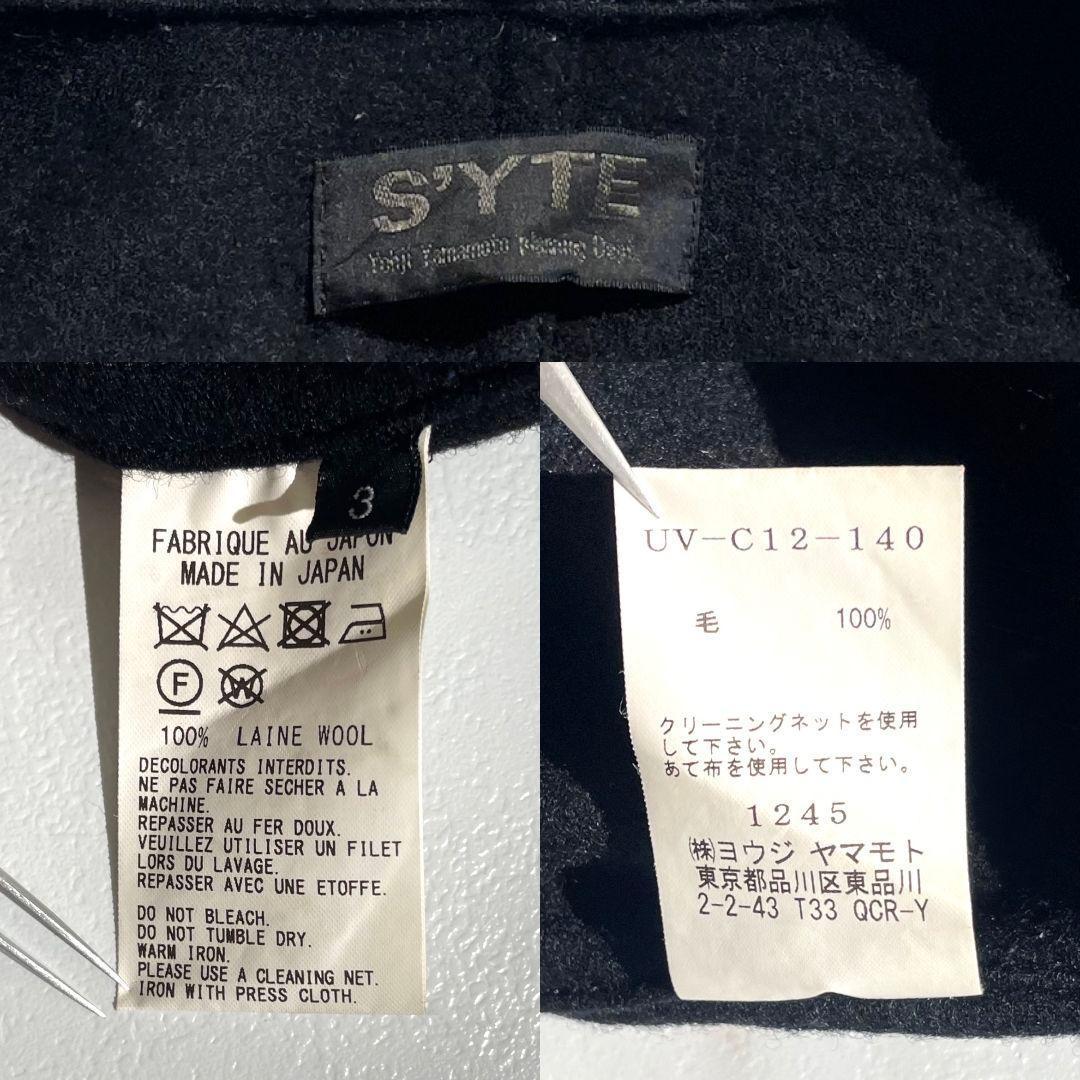 S'YTE
Yohji Yamamoto Planning Dept.
3
FABRIQUE AU JAPON
MADE IN JAPAN
F W
100% LAINE WOOL
DECOLORANTS INTERDITS.
NE PAS FAIRE SECHER A LA
MACHINE.
REPASSER AU FER DOUX.
VEUILLEZ UTILISER UN FILET
LORS DU LAVAGE.
REPASSER AVEC UNE ETOFFE.
DO NOT BLEACH.
DO NOT TUMBLE DRY.
WARM IRON.
PLEASE USE A CLEANING NET.
IRON WITH PRESS CLOTH.
UV-C12-140
毛 100%
クリーニングネットを使用
して下さい。
あて布を使用して下さい。
1245
㈱ヨウジ ヤマモト
東京都品川区東品川
2-2-43 T33 QCR-Y